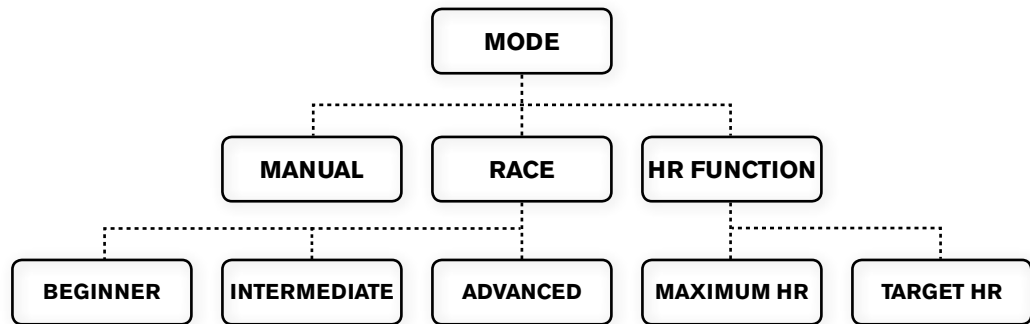 MODE
MANUAL
RACE
HR FUNCTION
BEGINNER
INTERMEDIATE
ADVANCED
MAXIMUM HR
TARGET HR